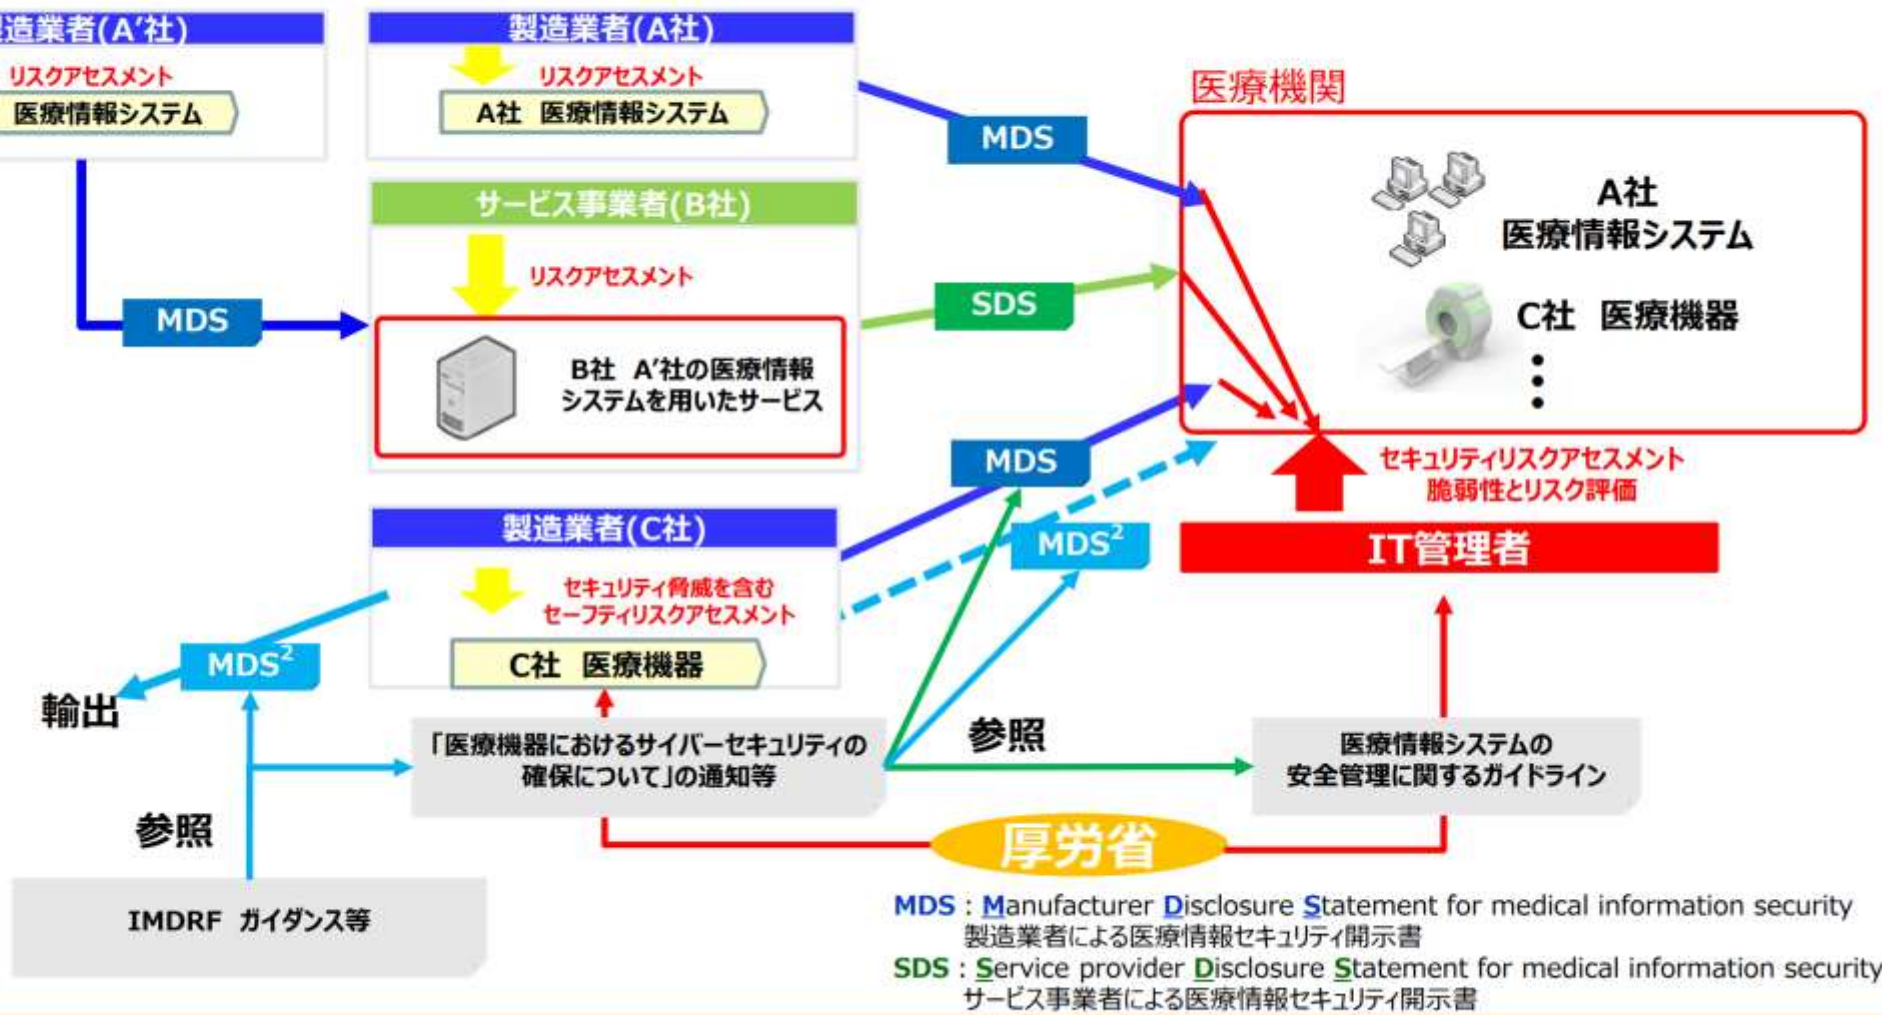 造業者(A′社)
リスクアセスメント
医療情報システム
製造業者(A社)
リスクアセスメント
A社 医療情報システム
MDS
医療機関
A社
医療情報システム
C社 医療機器
サービス事業者(B社)
リスクアセスメント
MDS
SDS
B社 A′社の医療情報
システムを用いたサービス
MDS
セキュリティリスクアセスメント
脆弱性とリスク評価
製造業者(C社)
MDS²
IT管理者
セキュリティ脅威を含む
セーフティリスクアセスメント
MDS²
C社 医療機器
輸出
「医療機器におけるサイバーセキュリティの
確保について」の通知等
参照
医療情報システムの
安全管理に関するガイドライン
参照
厚労省
IMDRF ガイダンス等
MDS : Manufacturer Disclosure Statement for medical information security
製造業者による医療情報セキュリティ開示書
SDS : Service provider Disclosure Statement for medical information security
サービス事業者による医療情報セキュリティ開示書